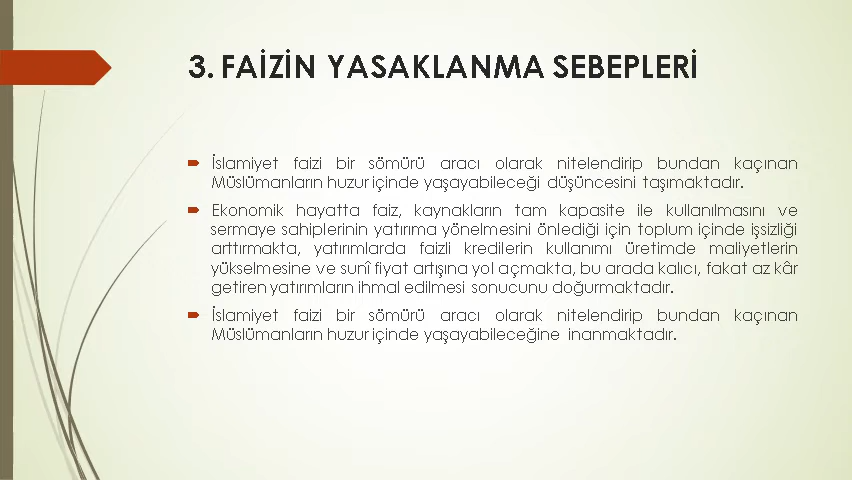 3. FAİZİN YASAKLANMA SEBEPLERİ
İslamiyet faizi bir sömürü aracı olarak nitelendirip bundan kaçınan
Müslümanların huzur içinde yaşayabileceği düşüncesini taşımaktadır.
Ekonomik hayatta faiz, kaynakların tam kapasite ile kullanılmasını ve
sermaye sahiplerinin yatırıma yönelmesini önlediği için toplum içinde işsizliği
arttırmakta, yatırımlarda faizli kredilerin kullanımı üretimde maliyetlerin
yükselmesine ve sunî fiyat artışına yol açmakta, bu arada kalıcı, fakat az kâr
getiren yatırımların ihmal edilmesi sonucunu doğurmaktadır.
İslamiyet faizi bir sömürü aracı olarak nitelendirip bundan kaçınan
Müslümanların huzur içinde yaşayabileceğine inanmaktadır.